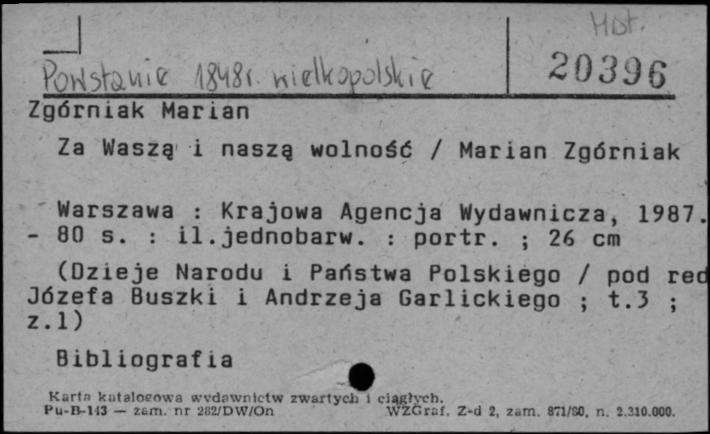 Hist.
Powstanie 1848r. wielkopolskie
20396
Zgórniak Marian
Za Waszą i naszą wolność / Marian Zgórniak
Warszawa : Krajowa Agencja Wydawnicza, 1987.
- 80 s. : il.jednobarw. : portr. ; 26 cm
(Dzieje Narodu i Państwa Polskiego / pod red
Józefa Buszki i Andrzeja Garlickiego ; t.3 ;
z.1)
Bibliografia
Karta katalogowa wydawnictw zwartych i ciągłych.
Pu-B-143 — zam. nr 282/DW/On
WZGraf. Z-d 2, zam. 871/80, n. 2.310.000.